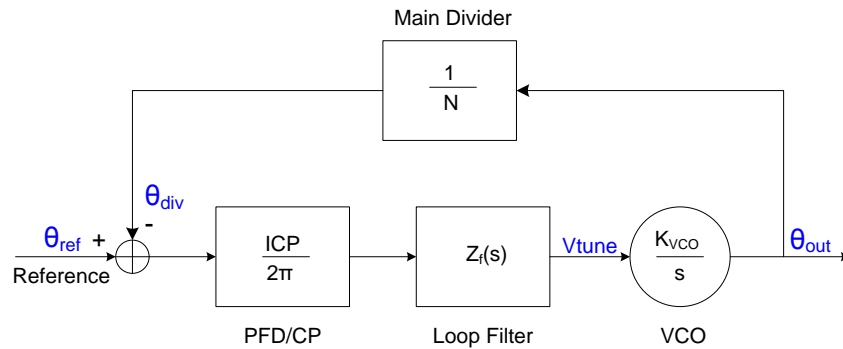 Main Divider
1
N
θdiv
-
θref +
Reference
ICP
2π
PFD/CP
Zf(s)
Loop Filter
Vtune
KVCO
s
VCO
θout